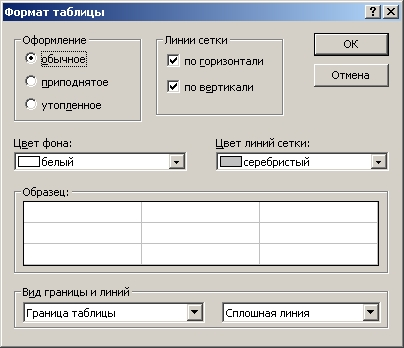 Формат таблицы
Оформление
обычное
приподнятое
утопленное
Линии сетки
по горизонтали
по вертикали
OK
Отмена
Цвет фона:
белый
Цвет линий сетки:
серебристый
Образец:
Вид границы и линий
Граница таблицы
Сплошная линия